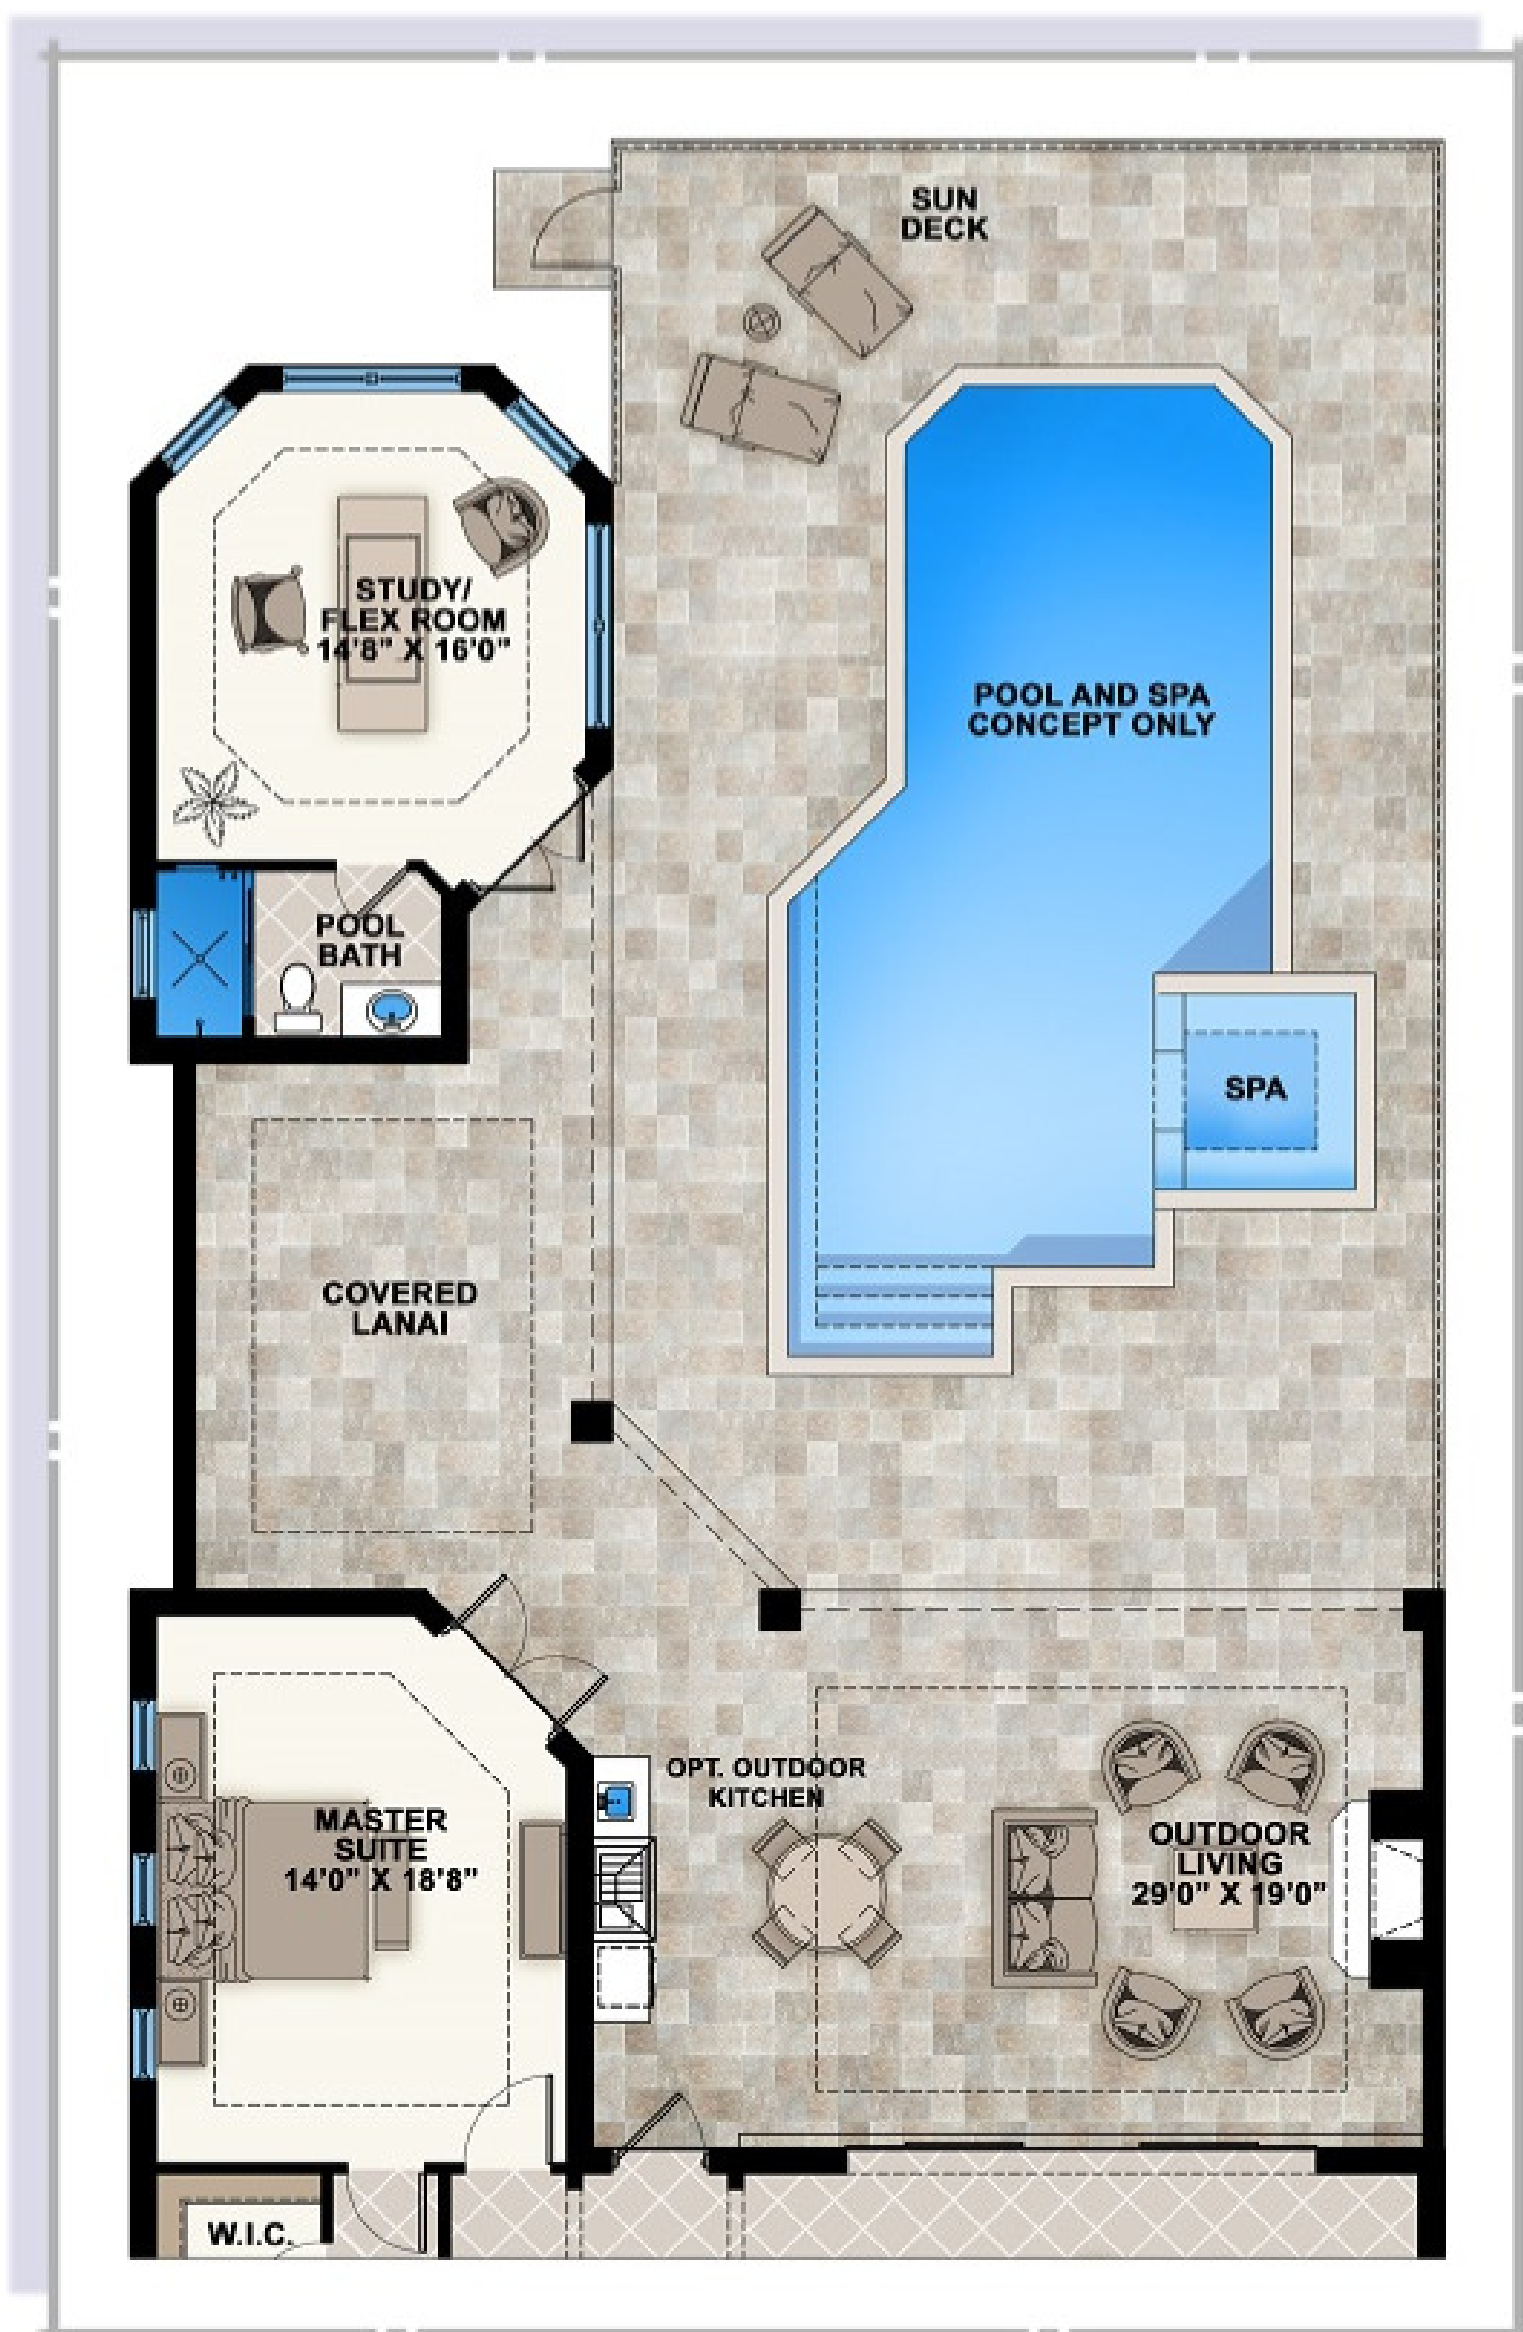 SUN
DECK
STUDY/
FLEX ROOM
14'8" X 16'0"
POOL AND SPA
CONCEPT ONLY
POOL
BATH
SPA
COVERED
LANAI
OPT. OUTDOOR
KITCHEN
MASTER
SUITE
14'0" X 18'8"
OUTDOOR
LIVING
29'0" X 19'0"
W.I.C.